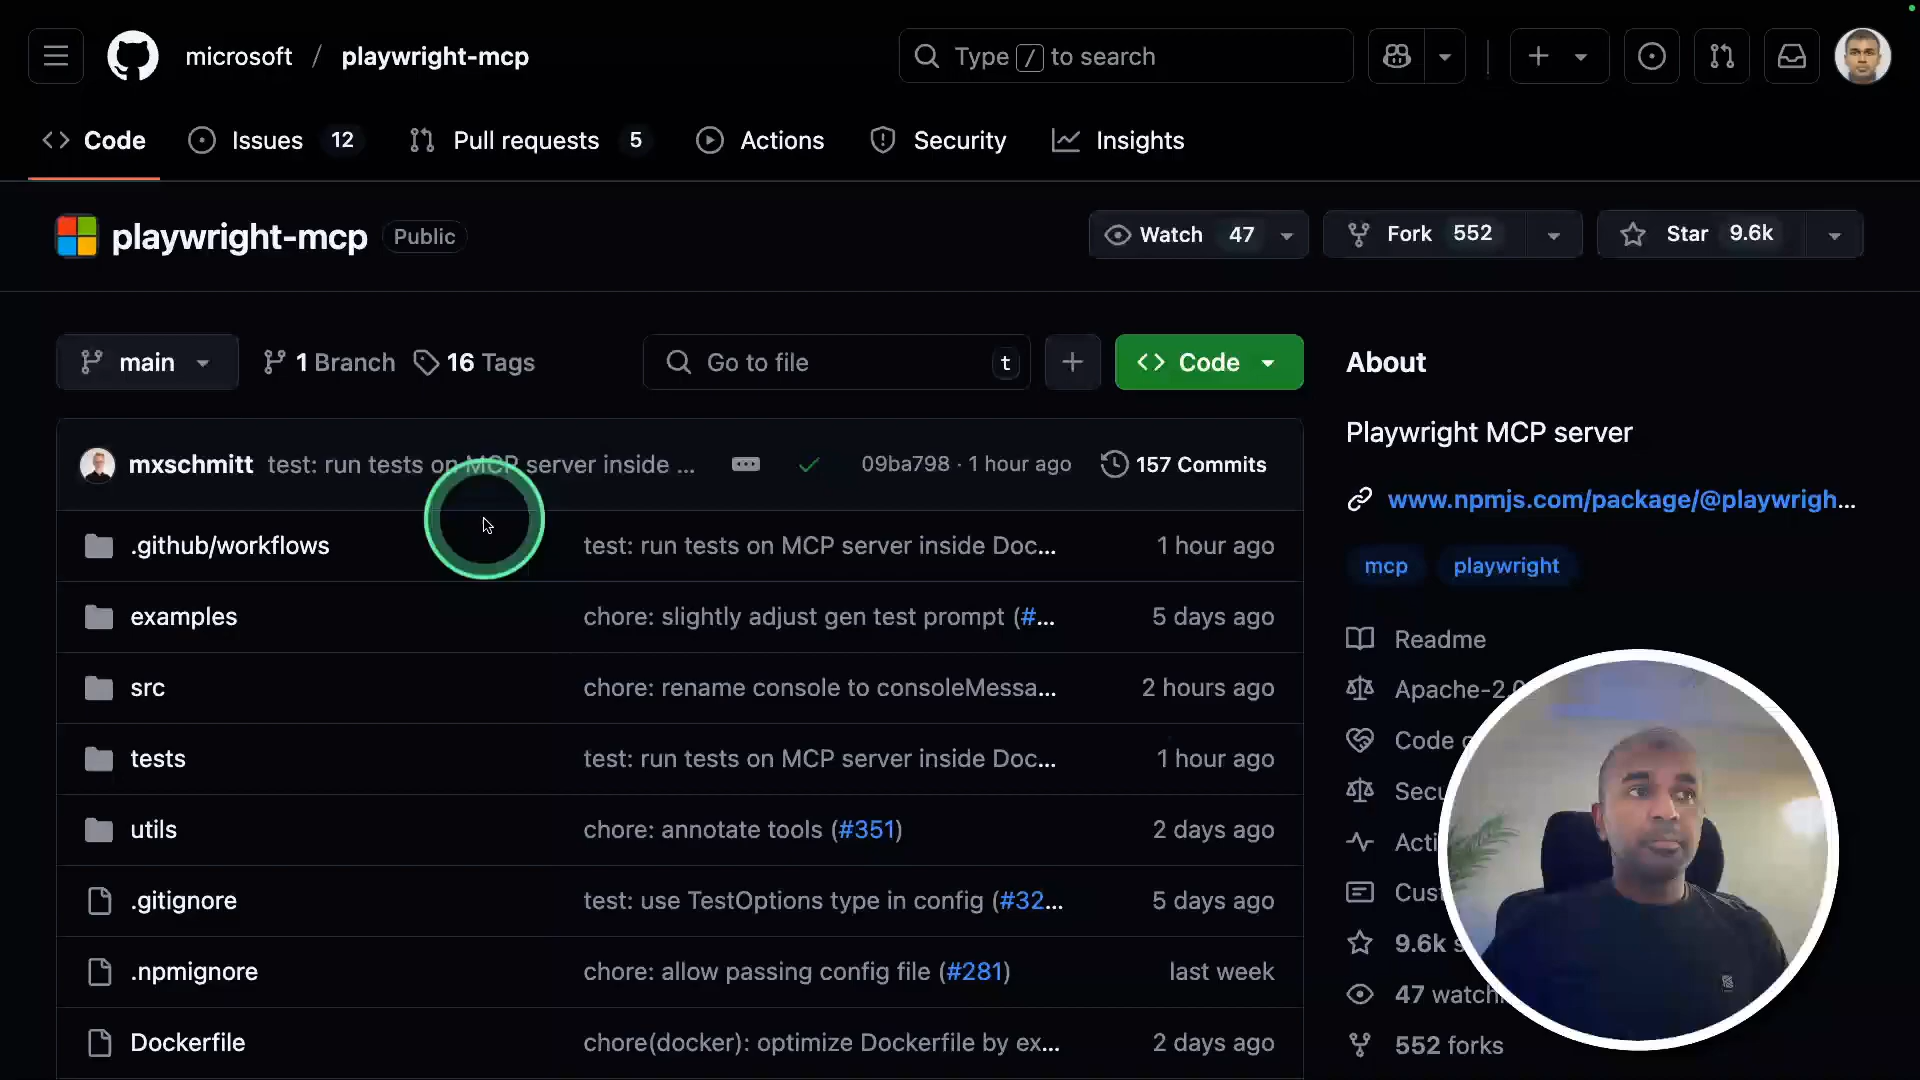 microsoft / playwright-mcp
Type / to search
Code
Issues 12
Pull requests 5
Actions
Security
Insights
playwright-mcp Public
Watch 47
Fork 552
Star 9.6k
main
1 Branch
16 Tags
Go to file t
Code
mxschmitt test: run tests on MCP server inside ... 09ba798 · 1 hour ago 157 Commits
.github/workflows test: run tests on MCP server inside Doc... 1 hour ago
examples chore: slightly adjust gen test prompt (#... 5 days ago
src chore: rename console to consoleMessa... 2 hours ago
tests test: run tests on MCP server inside Doc... 1 hour ago
utils chore: annotate tools (#351) 2 days ago
.gitignore test: use TestOptions type in config (#32... 5 days ago
.npmignore chore: allow passing config file (#281) last week
Dockerfile chore(docker): optimize Dockerfile by ex... 2 days ago
About
Playwright MCP server
www.npmjs.com/package/@playwrigh...
mcp playwright
Readme
Apache-2.0
Code
Secu
Acti
Cust
9.6k
47 watch
552 forks